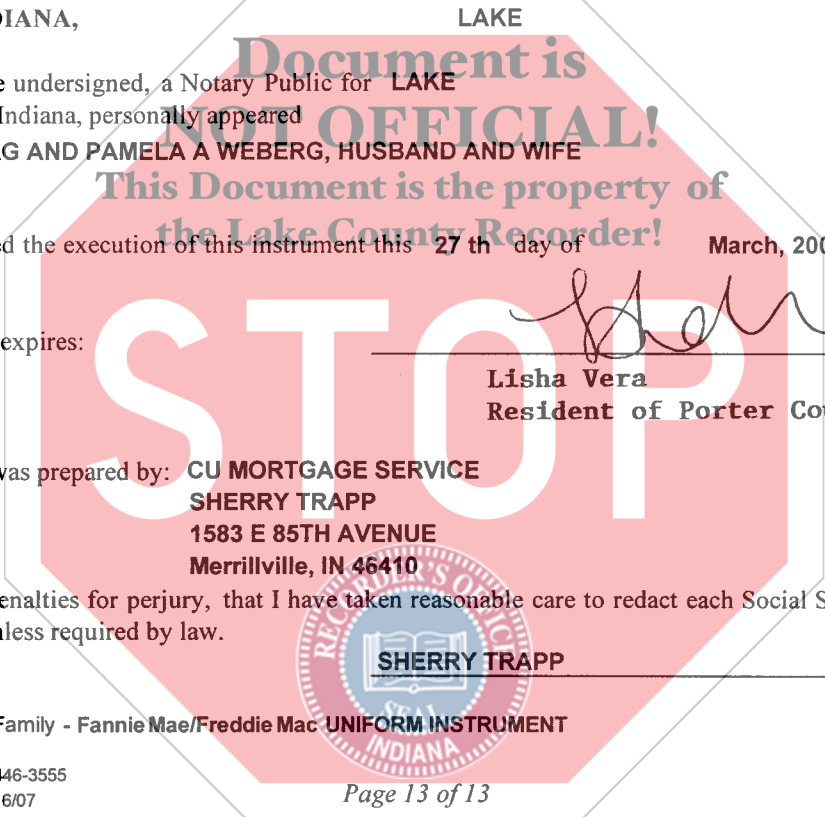 DIANA, LAKE
Document is
e undersigned, a Notary Public for LAKE
Indiana, personally appeared
NOT OFFICIAL!
G AND PAMELA A WEBERG, HUSBAND AND WIFE
This Document is the property of
the Lake County Recorder!
d the execution of this instrument this 27 th day of March, 200
STOP
expires:
Lisha Vera
Resident of Porter Cou
was prepared by: CU MORTGAGE SERVICE
SHERRY TRAPP
1583 E 85TH AVENUE
Merrillville, IN 46410
enalties for perjury, that I have taken reasonable care to redact each Social S
nless required by law.
RECORDER'S OFFICE
SHERRY TRAPP
SEAL
INDIANA
Family - Fannie Mae/Freddie Mac UNIFORM INSTRUMENT
46-3555
6/07
Page 13 of 13